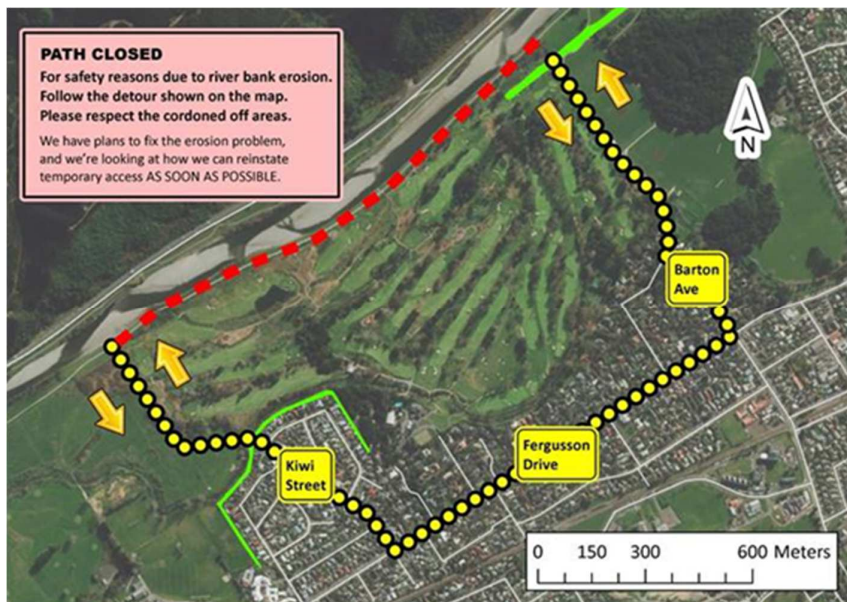 PATH CLOSED
For safety reasons due to river bank erosion.
Follow the detour shown on the map.
Please respect the cordoned off areas.
We have plans to fix the erosion problem,
and we're looking at how we can reinstate
temporary access AS SOON AS POSSIBLE.
N
Barton
Ave
Fergusson
Drive
Kiwi
Street
0 150 300 600 Meters